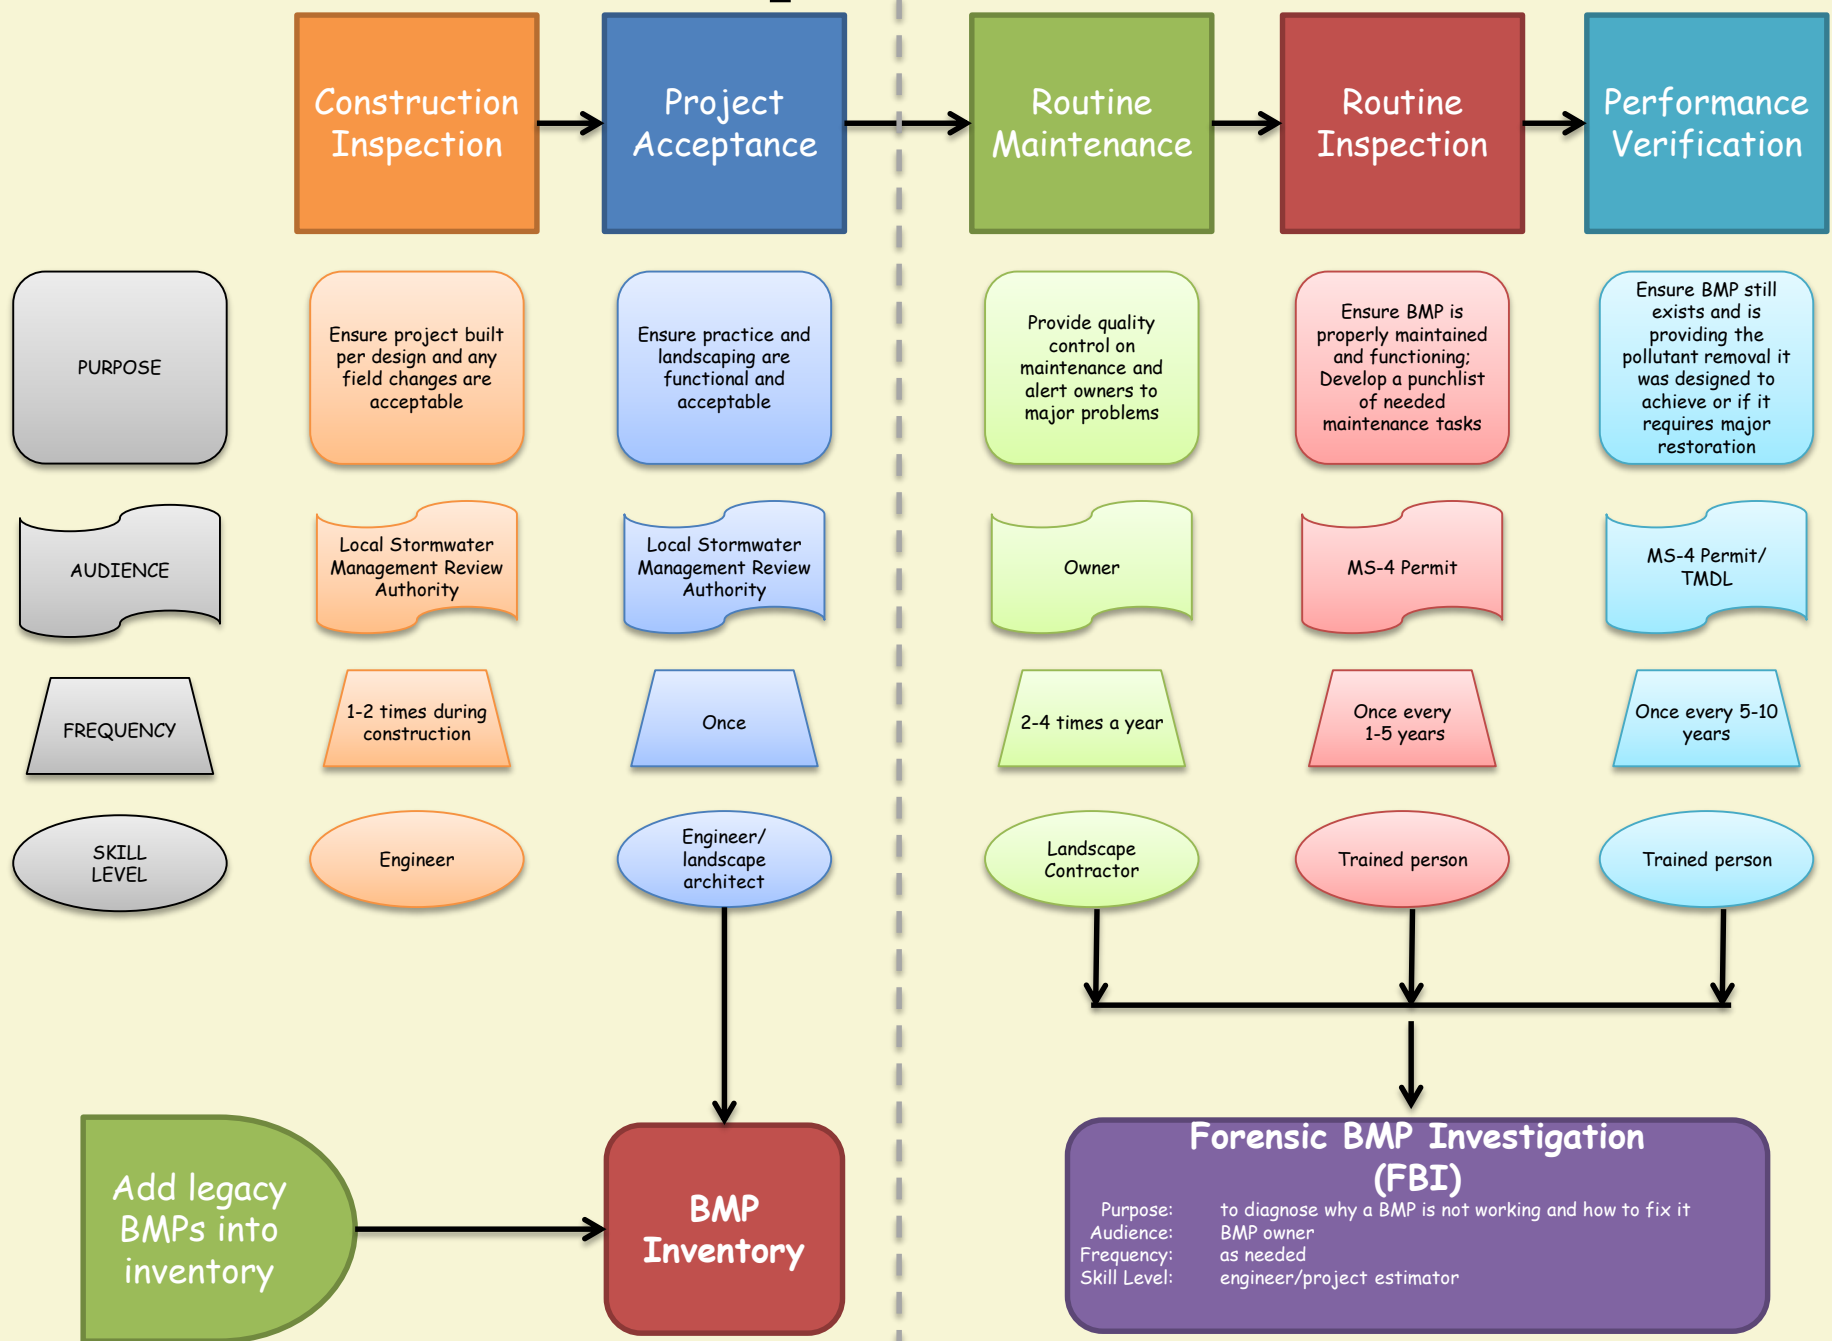 Construction
Inspection
Project
Acceptance
Routine
Maintenance
Routine
Inspection
Performance
Verification
PURPOSE
Ensure project built
per design and any
field changes are
acceptable
Ensure practice and
landscaping are
functional and
acceptable
Provide quality
control on
maintenance and
alert owners to
major problems
Ensure BMP is
properly maintained
and functioning;
Develop a punchlist
of needed
maintenance tasks
Ensure BMP still
exists and is
providing the
pollutant removal it
was designed to
achieve or if it
requires major
restoration
AUDIENCE
Local Stormwater
Management Review
Authority
Local Stormwater
Management Review
Authority
Owner
MS-4 Permit
MS-4 Permit/
TMDL
FREQUENCY
1-2 times during
construction
Once
2-4 times a year
Once every
1-5 years
Once every 5-10
years
SKILL
LEVEL
Engineer
Engineer/
landscape
architect
Landscape
Contractor
Trained person
Trained person
Add legacy
BMPs into
inventory
BMP
Inventory
Forensic BMP Investigation
(FBI)
Purpose: to diagnose why a BMP is not working and how to fix it
Audience: BMP owner
Frequency: as needed
Skill Level: engineer/project estimator